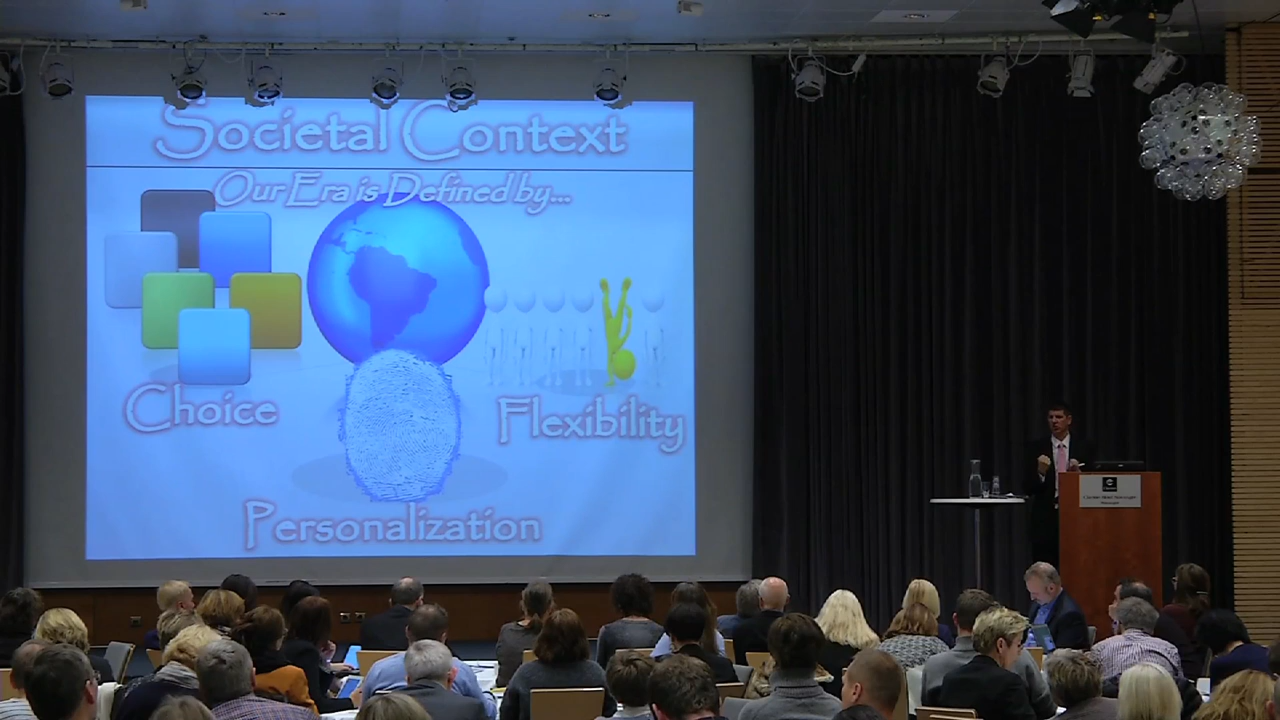 Societal Context
Our Era is Defined by...
Choice
Flexibility
Personalization